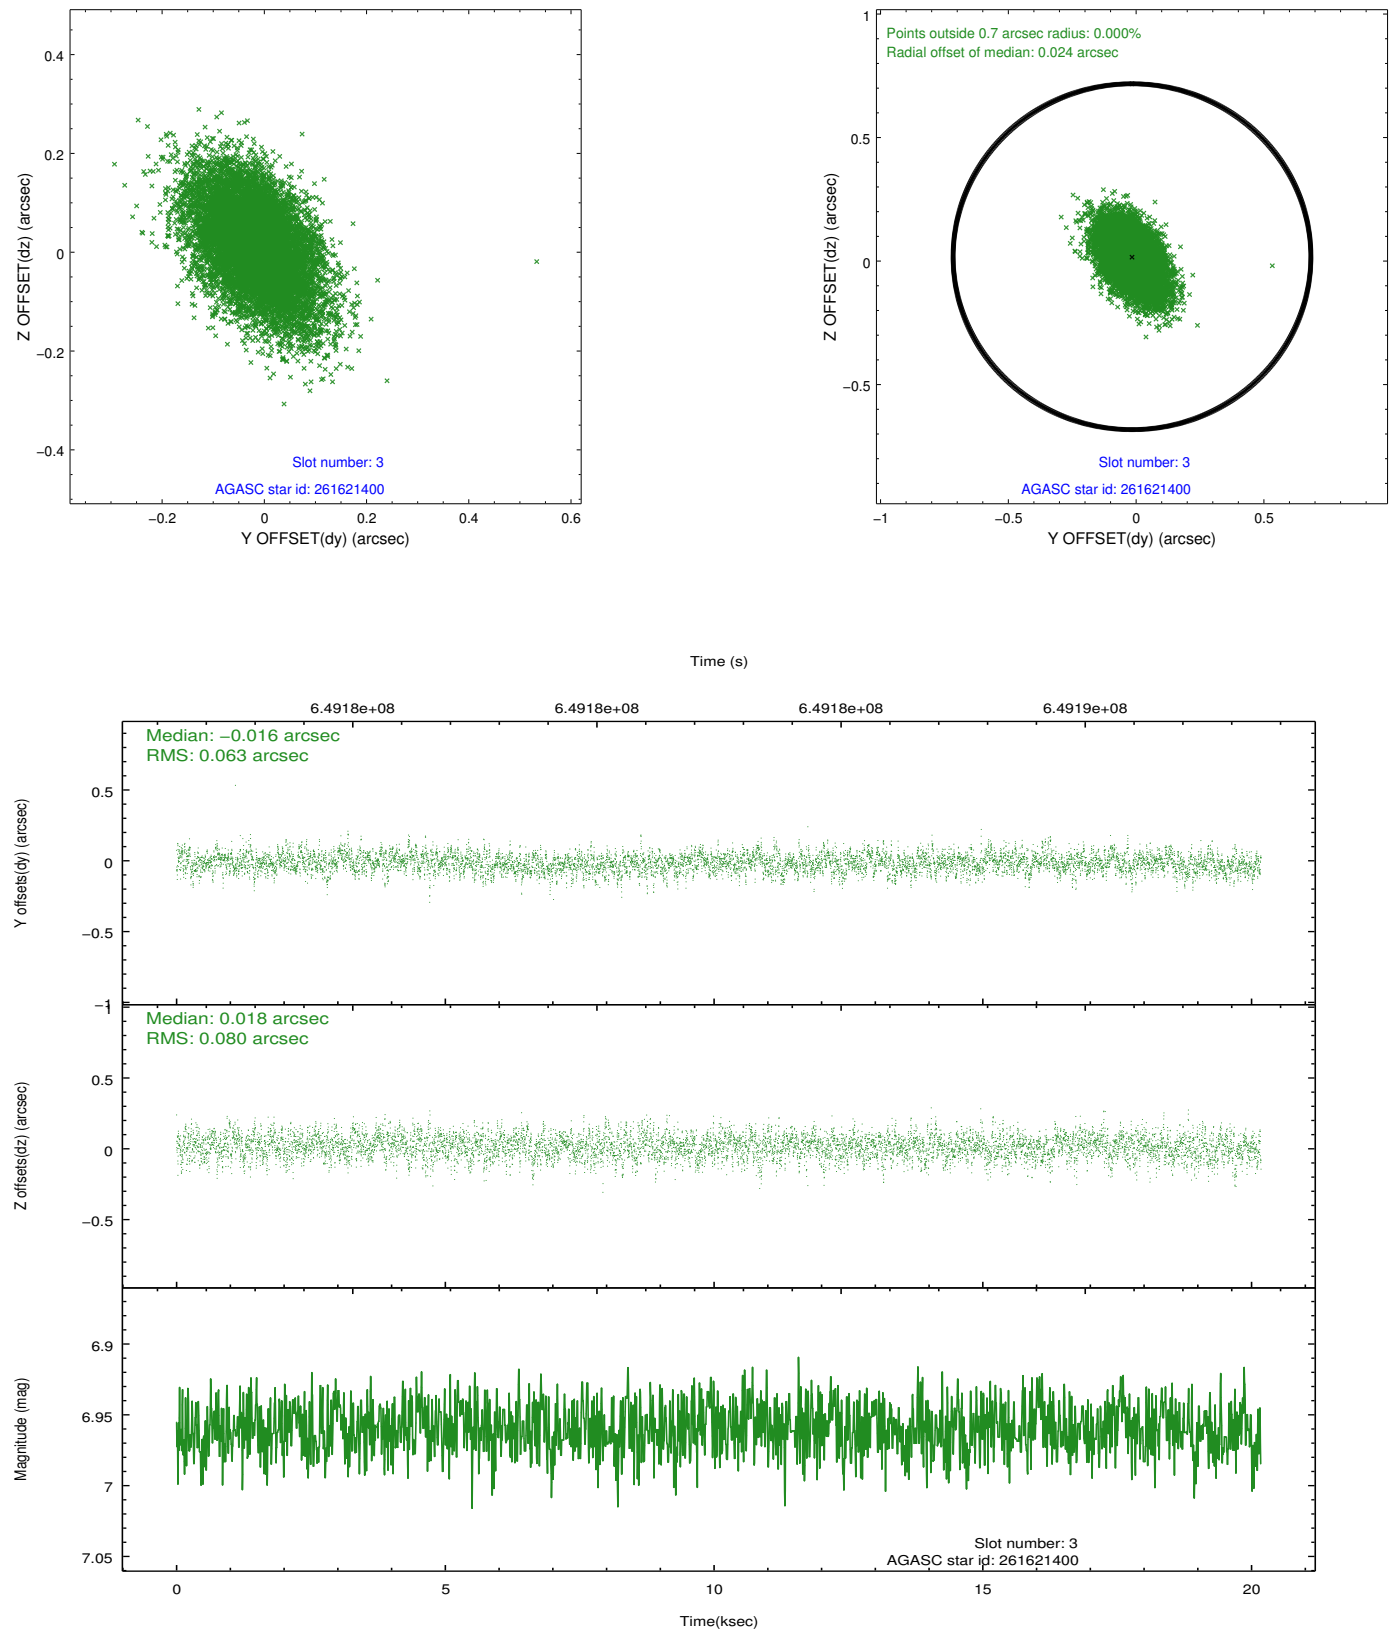 0.4
0.2
0
−0.2
−0.4
Z OFFSET(dz) (arcsec)
Slot number: 3
AGASC star id: 261621400
−0.2
0
0.2
0.4
0.6
Y OFFSET(dy) (arcsec)
Points outside 0.7 arcsec radius: 0.000%
Radial offset of median: 0.024 arcsec
1
0.5
0
−0.5
Z OFFSET(dz) (arcsec)
Slot number: 3
AGASC star id: 261621400
−1
−0.5
0
0.5
Y OFFSET(dy) (arcsec)
Time (s)
6.4918e+08
6.4918e+08
6.4918e+08
6.4919e+08
Median: −0.016 arcsec
RMS: 0.063 arcsec
0.5
0
−0.5
−1
Y offsets(dy) (arcsec)
Median: 0.018 arcsec
RMS: 0.080 arcsec
1
0.5
0
−0.5
Z offsets(dz) (arcsec)
6.9
6.95
7
7.05
Magnitude (mag)
Slot number: 3
AGASC star id: 261621400
0
5
10
15
20
Time(ksec)